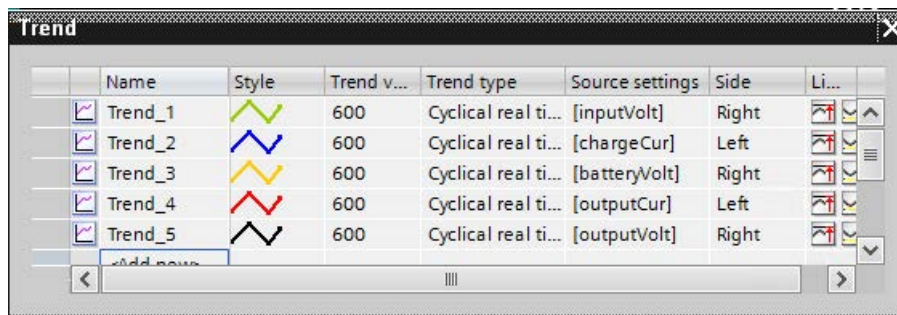 Trend
Name Style Trend v... Trend type Source settings Side Li...
Trend_1 600 Cyclical real ti... [inputVolt] Right
Trend_2 600 Cyclical real ti... [chargeCur] Left
Trend_3 600 Cyclical real ti... [batteryVolt] Right
Trend_4 600 Cyclical real ti... [outputCur] Left
Trend_5 600 Cyclical real ti... [outputVolt] Right
<Add new>